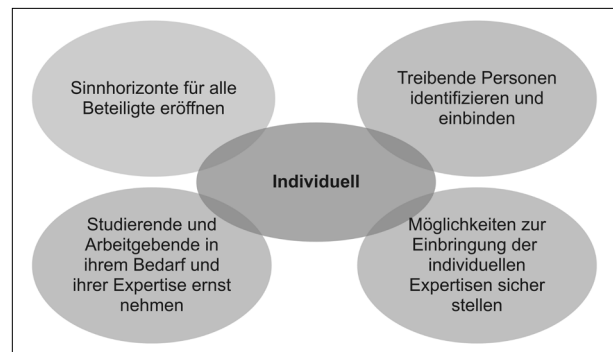 Sinnhorizonte für alle
Beteiligte eröffnen
Treibende Personen
identifizieren und
einbinden
Individuell
Studierende und
Arbeitgebende in
ihrem Bedarf und
ihrer Expertise ernst
nehmen
Möglichkeiten zur
Einbringung der
individuellen
Expertisen sicher
stellen